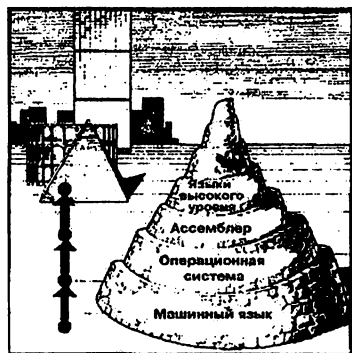 Языки
высокого
уровня
Ассемблер
Операционная
система
Машинный язык